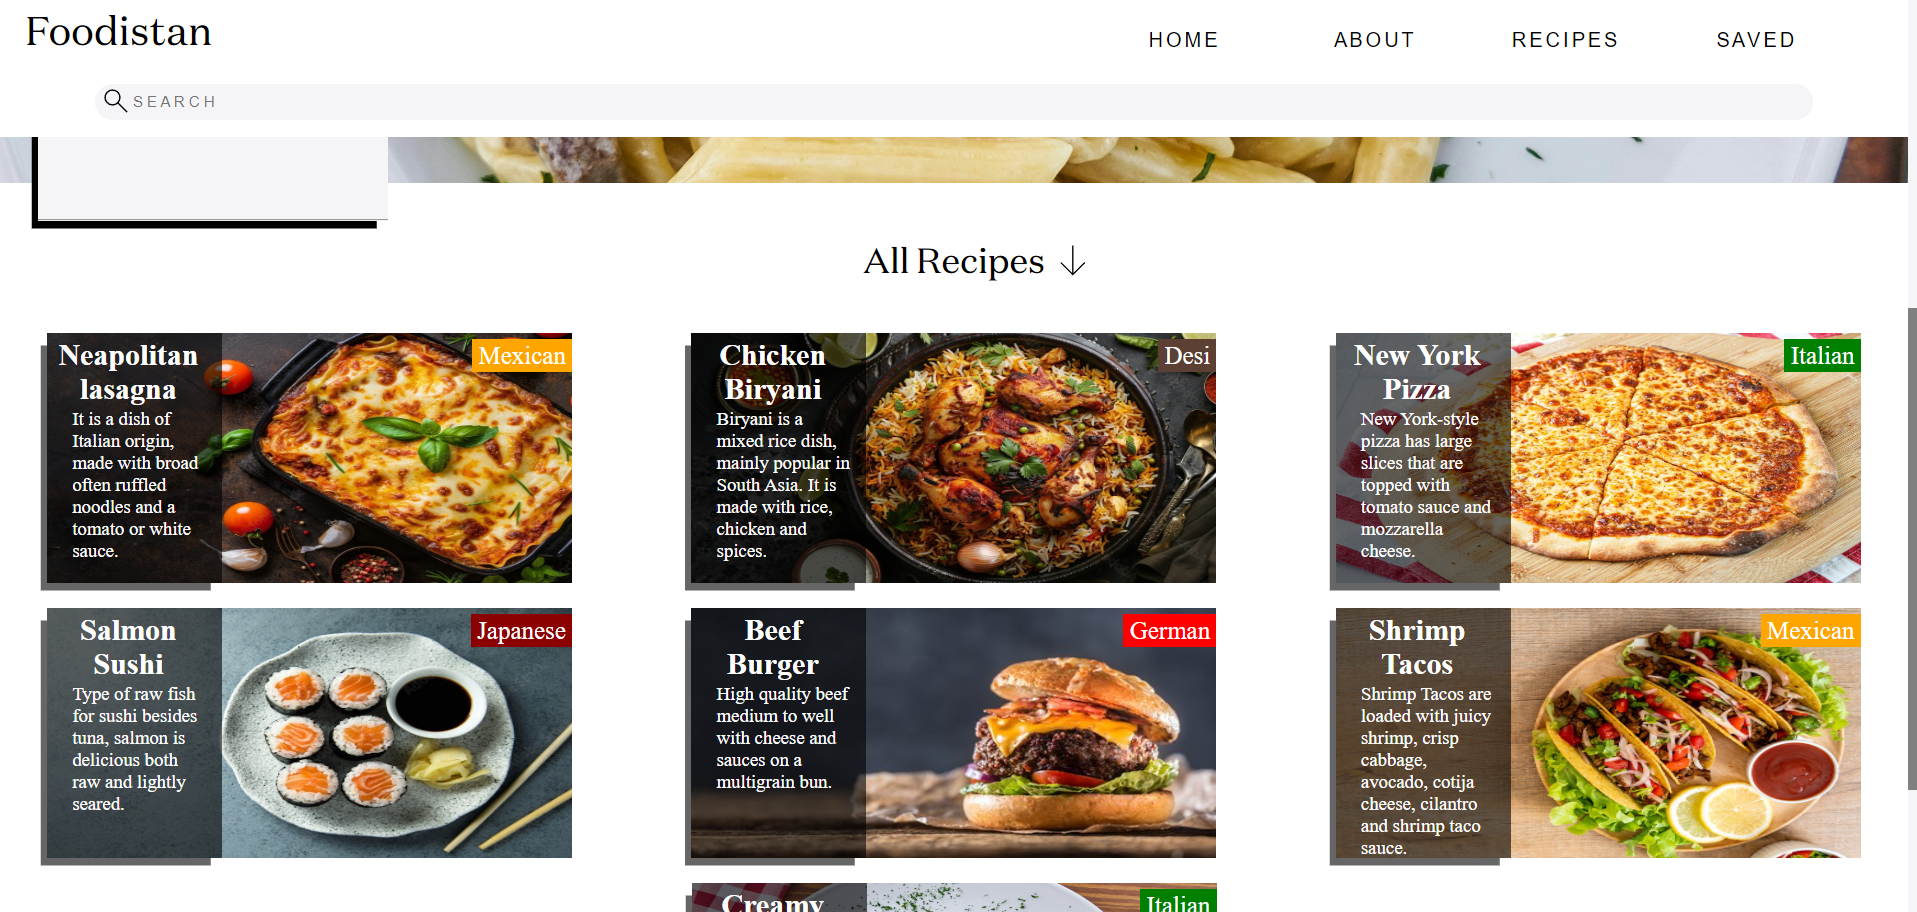 Foodistan
HOME
ABOUT
RECIPES
SAVED
SEARCH
All Recipes
Neapolitan
lasagna
It is a dish of
Italian origin,
made with broad
often ruffled
noodles and a
tomato or white
sauce.
Mexican
Chicken
Biryani
Biryani is a
mixed rice dish,
mainly popular in
South Asia. It is
made with rice,
chicken and
spices.
Desi
New York
Pizza
New York-style
pizza has large
slices that are
topped with
tomato sauce and
mozzarella
cheese.
Italian
Salmon
Sushi
Type of raw fish
for sushi besides
tuna, salmon is
delicious both
raw and lightly
seared.
Japanese
Beef
Burger
High quality beef
medium to well
with cheese and
sauces on a
multigrain bun.
German
Shrimp
Tacos
Shrimp Tacos are
loaded with juicy
shrimp, crisp
cabbage,
avocado, cotija
cheese, cilantro
and shrimp taco
sauce.
Mexican
Creamy
Italian